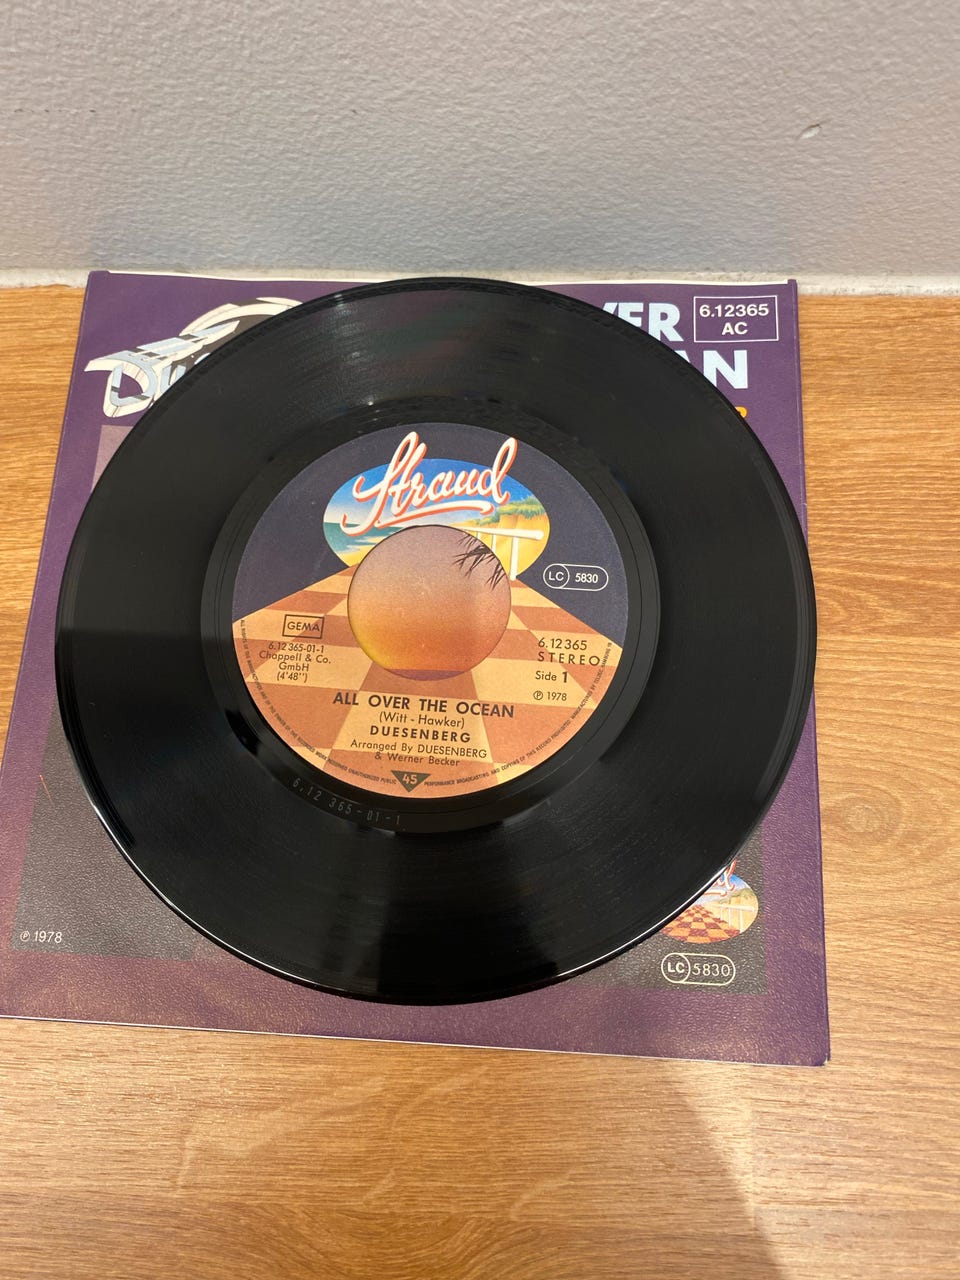 VER
6.12365
AC
AN
Du
Strand
LC 5830
GEMA
6.12 365-01-1
Chappell & Co.
GmbH
(4'48'')
6.12365
STEREO
Side 1
℗ 1978
ALL OVER THE OCEAN
(Witt - Hawker)
DUESENBERG
Arranged By DUESENBERG
& Werner Becker
45
6.12 365-01-1
℗ 1978
LC 5830